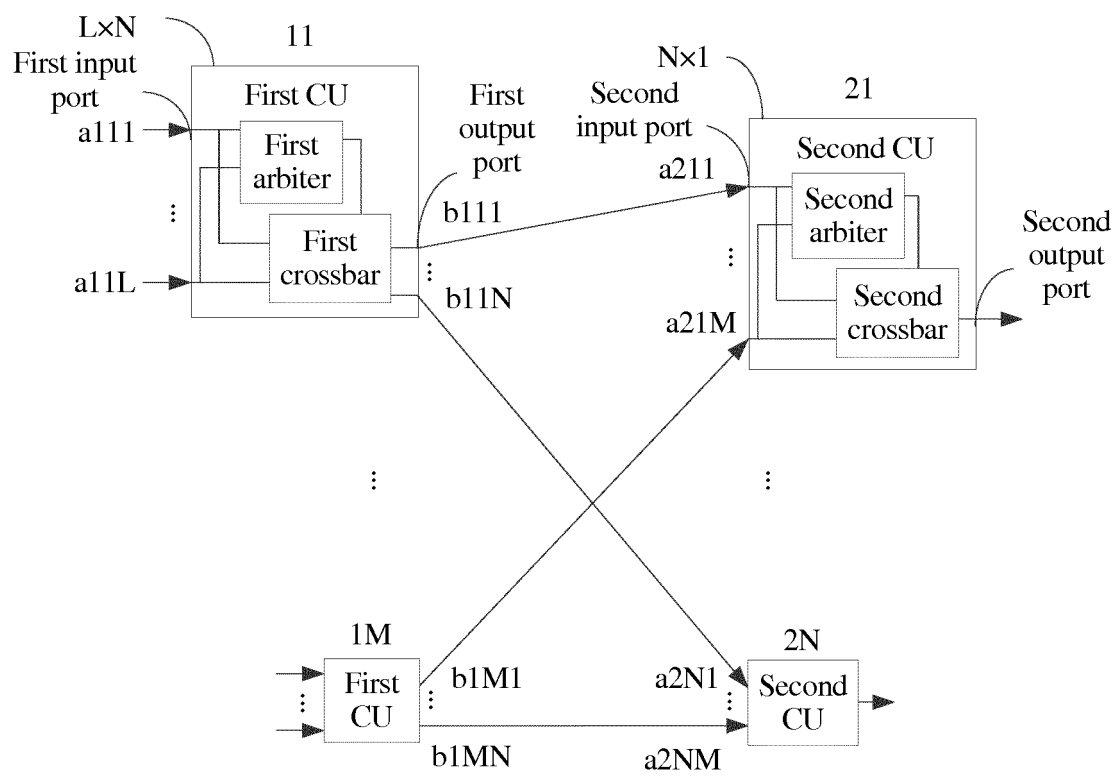 L×N
First input
port
11
First CU
a111
First
arbiter
First
crossbar
⋮
a11L
First
output
port
b111
⋮
b11N
N×1
Second
input port
21
Second CU
a211
Second
arbiter
Second
crossbar
⋮
a21M
Second
output
port
⋮
⋮
1M
First
CU
⋮
b1M1
⋮
b1MN
2N
a2N1
⋮
a2NM
Second
CU